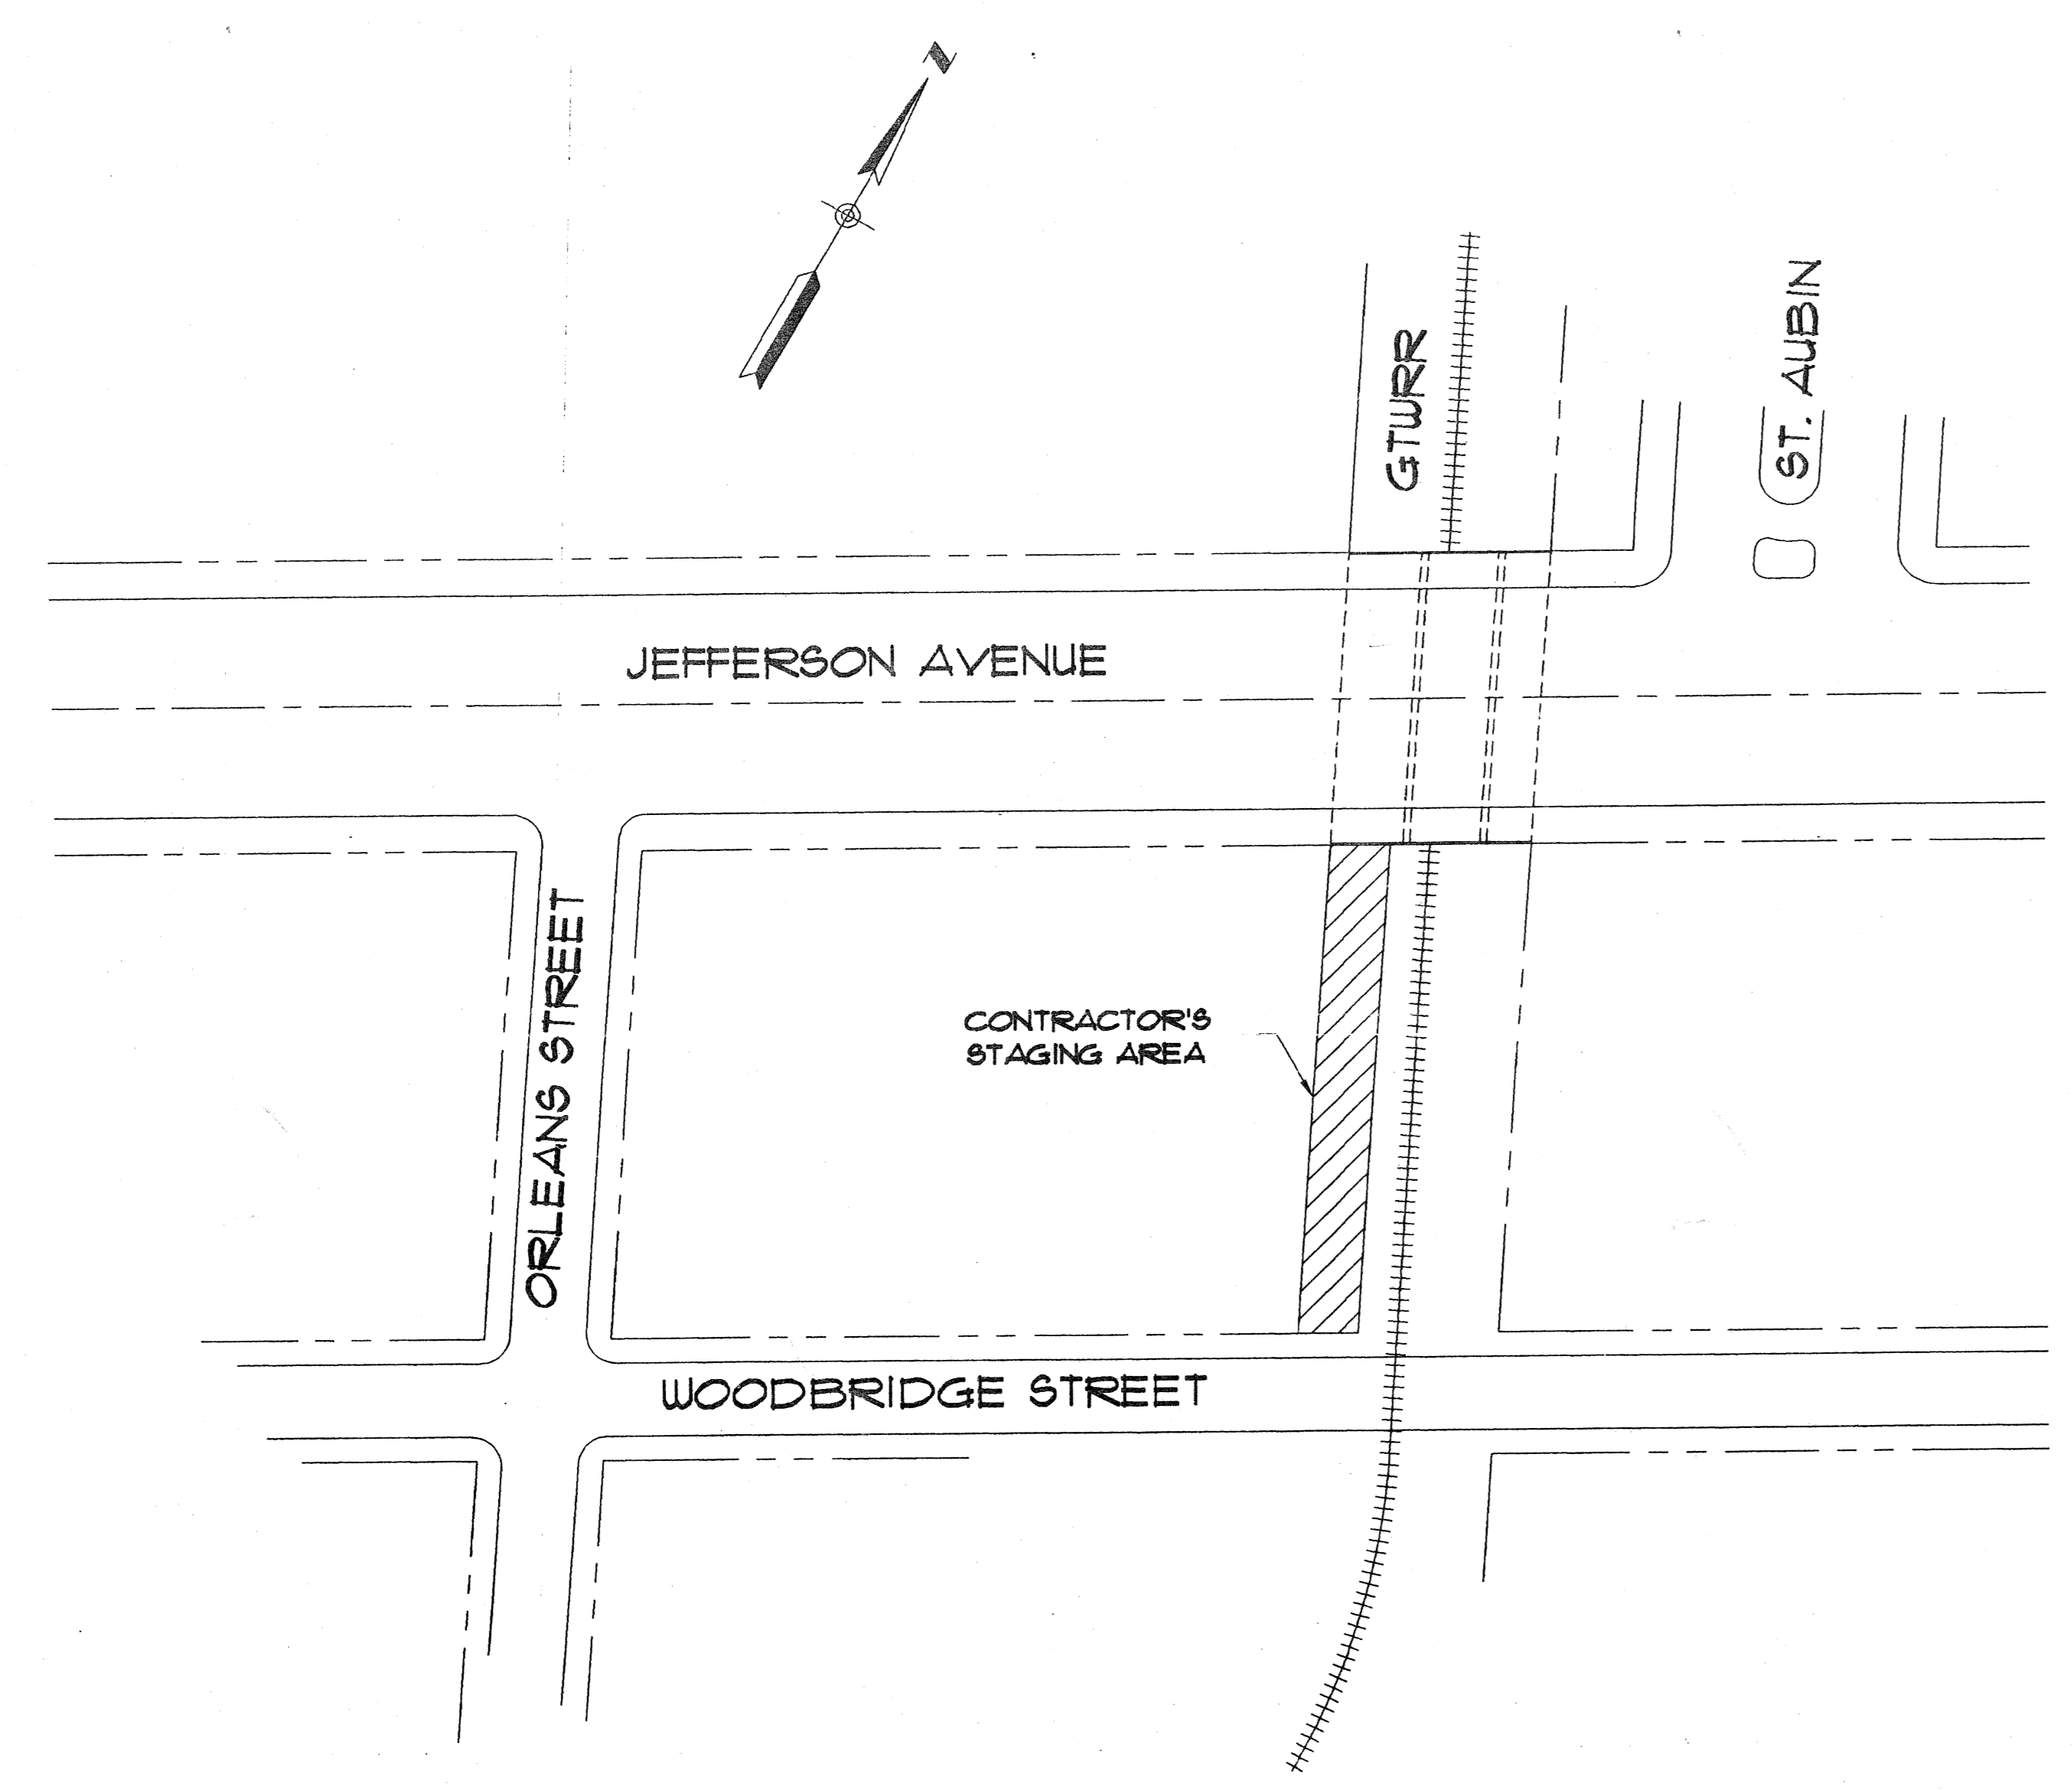 N
GTWRR
ST. AUBIN
JEFFERSON AVENUE
ORLEANS STREET
CONTRACTOR'S
STAGING AREA
WOODBRIDGE STREET